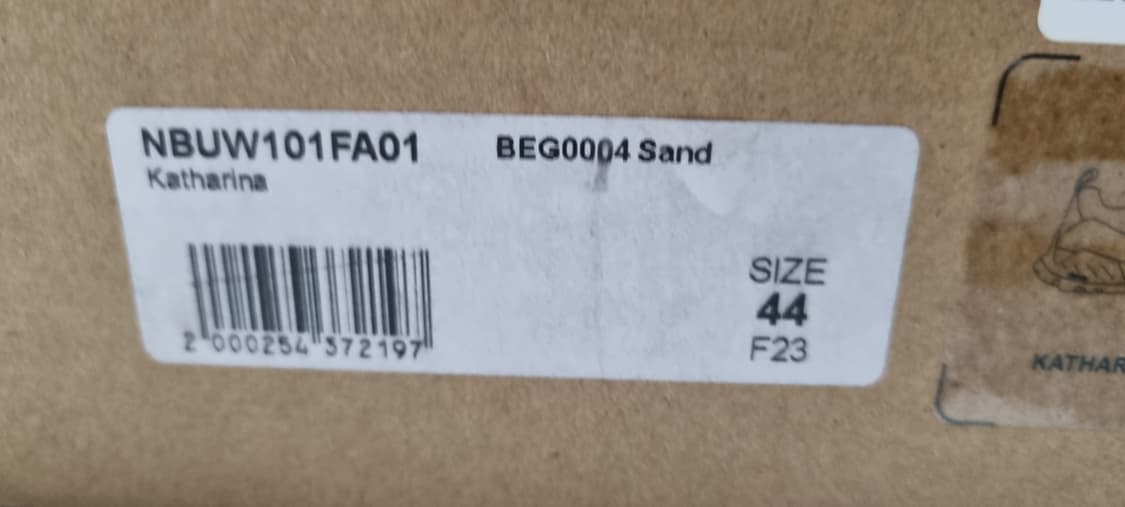 NBUW101FA01 BEG0004 Sand
Katharina
SIZE
44
F23
2 000254 372197
KATHAR